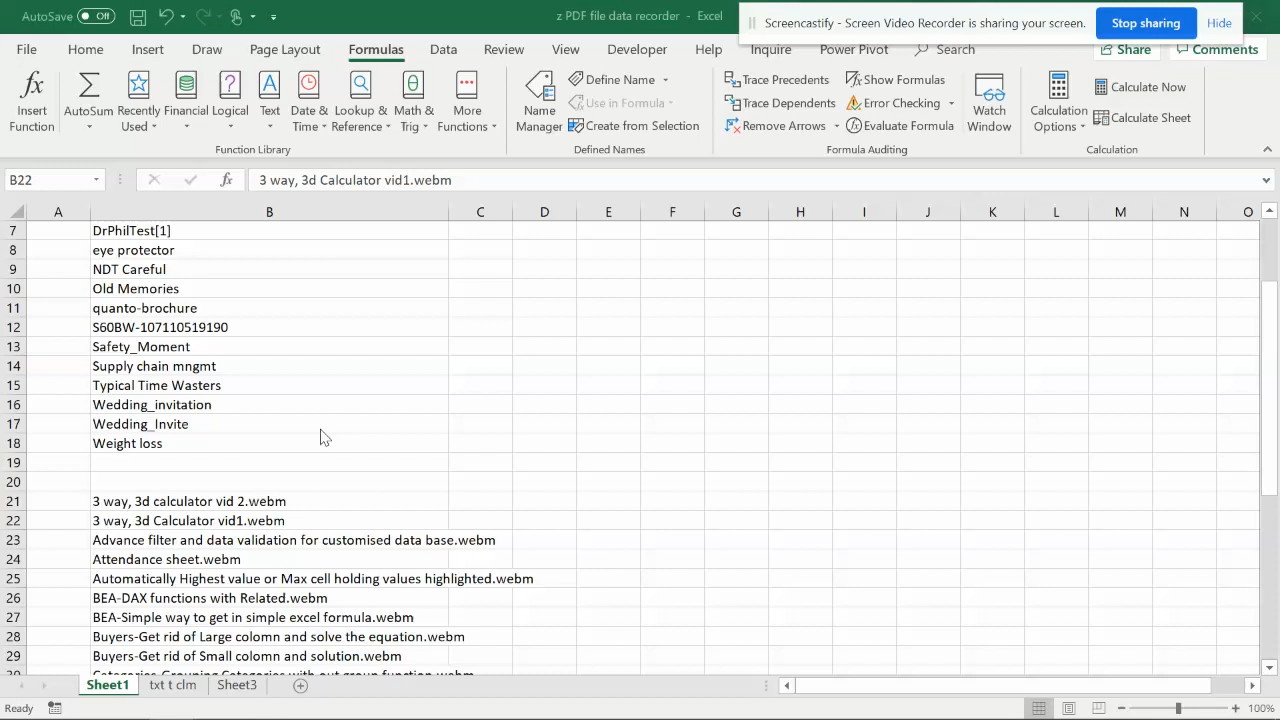 AutoSave Off z PDF file data recorder - Excel
Screencastify - Screen Video Recorder is sharing your screen. Stop sharing Hide
File Home Insert Draw Page Layout Formulas Data Review View Developer Help Inquire Power Pivot Search Share Comments
Insert Function
AutoSum
Recently Used
Financial
Logical
Text
Date & Time
Lookup & Reference
Math & Trig
More Functions
Function Library
Name Manager
Define Name
Use in Formula
Create from Selection
Defined Names
Trace Precedents
Trace Dependents
Remove Arrows
Show Formulas
Error Checking
Evaluate Formula
Formula Auditing
Watch Window
Calculation Options
Calculate Now
Calculate Sheet
Calculation
B22 fx 3 way, 3d Calculator vid1.webm
A B C D E F G H I J K L M N O
7 DrPhilTest[1]
8 eye protector
9 NDT Careful
10 Old Memories
11 quanto-brochure
12 S60BW-107110519190
13 Safety_Moment
14 Supply chain mngmt
15 Typical Time Wasters
16 Wedding_invitation
17 Wedding_Invite
18 Weight loss
19
20
21 3 way, 3d calculator vid 2.webm
22 3 way, 3d Calculator vid1.webm
23 Advance filter and data validation for customised data base.webm
24 Attendance sheet.webm
25 Automatically Highest value or Max cell holding values highlighted.webm
26 BEA-DAX functions with Related.webm
27 BEA-Simple way to get in simple excel formula.webm
28 Buyers-Get rid of Large colomn and solve the equation.webm
29 Buyers-Get rid of Small colomn and solution.webm
Sheet1 txt t clm Sheet3
Ready 100%